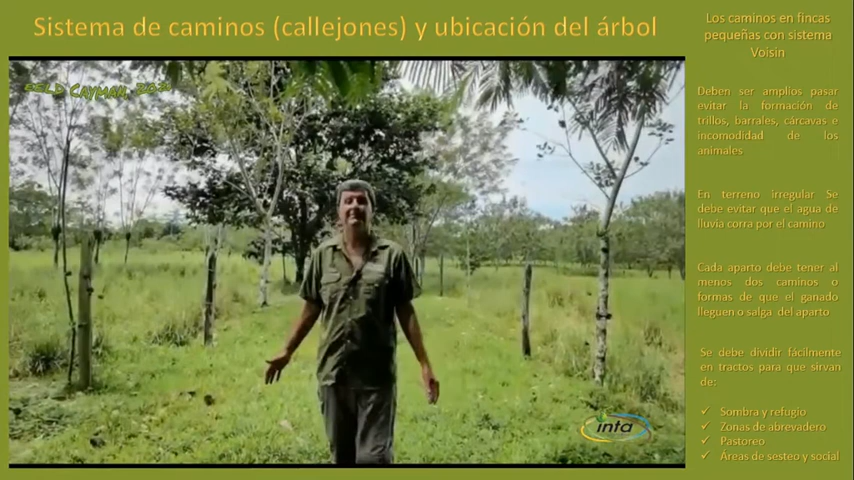 Sistema de caminos (callejones) y ubicación del árbol
Los caminos en fincas
pequeñas con sistema
Voisin
Deben ser amplios pasar
evitar la formación de
trillos, barrales, cárcavas e
incomodidad de los
animales
En terreno irregular Se
debe evitar que el agua de
lluvia corra por el camino
Cada aparto debe tener al
menos dos caminos o
formas de que el ganado
lleguen o salga del aparto
Se debe dividir fácilmente
en tractos para que sirvan
de:
✓ Sombra y refugio
✓ Zonas de abrevadero
✓ Pastoreo
✓ Áreas de sesteo y social
inta